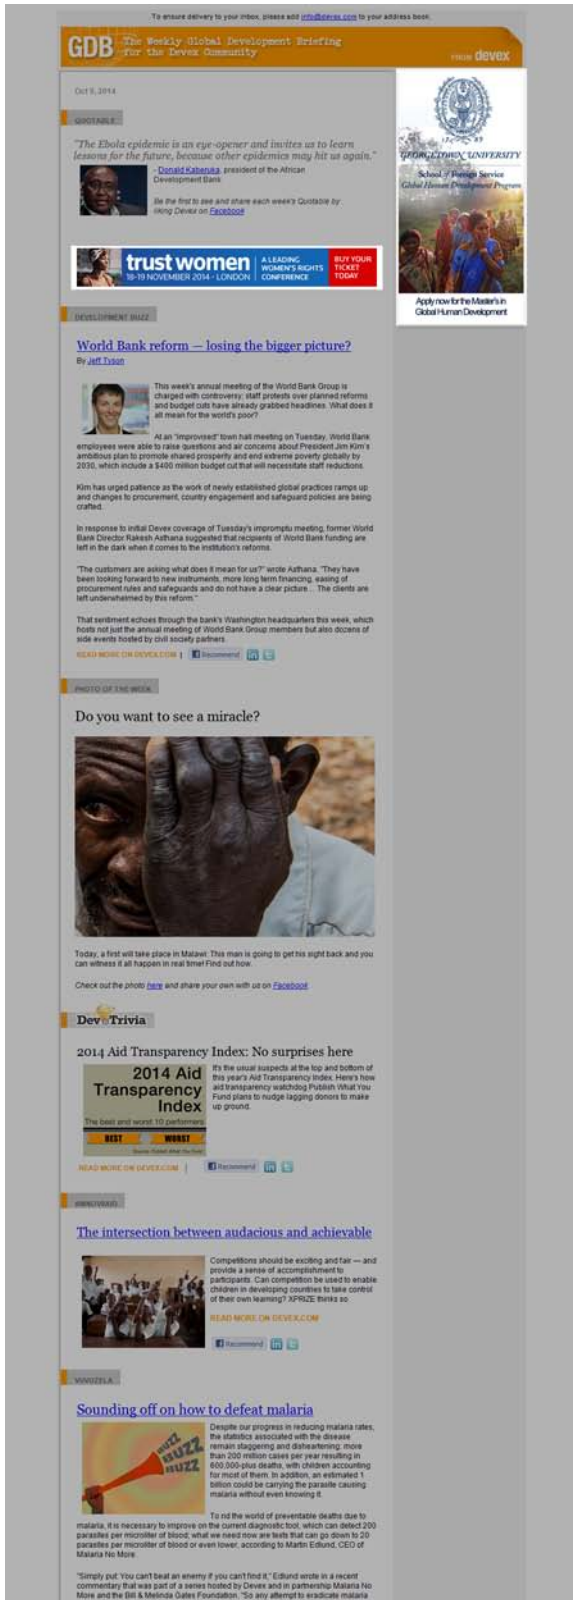 To ensure delivery to your inbox, please add info@devex.com to your address book.
GDB The Weekly Global Development Briefing
for the Devex Community
FROM devex
2014
QUOTABLE
"The Ebola epidemic is an eye-opener and invites us to learn
lessons for the future, because other epidemics may hit us again."
- Donald Kaberuka, president of the African
Development Bank
Be the first to see and share each week's Quotable by
liking Devex on Facebook
trust women
18-19 NOVEMBER 2014 - LONDON
A LEADING
WOMEN'S RIGHTS
CONFERENCE
BUY YOUR
TICKET
TODAY
GEORGETOWN UNIVERSITY
School of Foreign Service
Global Human Development Program
Apply now for the Master's in
Global Human Development
DEVELOPMENT BUZZ
World Bank reform — losing the bigger picture?
By Jeff Tyson
This week's annual meeting of the World Bank Group is
charged with controversy; staff protests over planned reforms
and budget cuts have already grabbed headlines. What does it
all mean for the world's poor?
At an "improvised" town hall meeting on Tuesday, World Bank
employees were able to raise questions and air concerns about President Jim Kim's
ambitious plan to promote shared prosperity and end extreme poverty globally by
2030, which include a $400 million budget cut that will necessitate staff reductions.
Kim has urged patience as the work of newly established global practices ramps up
and changes to procurement, country engagement and safeguard policies are being
crafted.
In response to initial Devex coverage of Tuesday's impromptu meeting, former World
Bank Director Rakesh Asthana suggested that recipients of World Bank funding are
left in the dark when it comes to the institution's reforms.
"The customers are asking what does it mean for us?" wrote Asthana. "They have
been looking forward to new instruments, more long term financing, easing of
procurement rules and safeguards and do not have a clear picture... The clients are
left underwhelmed by this reform."
That sentiment echoes through the bank's Washington headquarters this week, which
hosts not just the annual meeting of World Bank Group members but also dozens of
side events hosted by civil society partners.
READ MORE ON DEVEX.COM | Recommend
PHOTO OF THE WEEK
Do you want to see a miracle?
Today, a first will take place in Malawi: This man is going to get his sight back and you
can witness it all happen in real time! Find out how.
Check out the photo here and share your own with us on Facebook.
Dev Trivia
2014 Aid Transparency Index: No surprises here
2014 Aid
Transparency
Index
The best and worst 10 performers
BEST WORST
Source: Publish What You Fund
It's the usual suspects at the top and bottom of
this year's Aid Transparency Index. Here's how
aid transparency watchdog Publish What You
Fund plans to nudge lagging donors to make
up ground.
READ MORE ON DEVEX.COM | Recommend
The intersection between audacious and achievable
Competitions should be exciting and fair — and
provide a sense of accomplishment to
participants. Can competition be used to enable
children in developing countries to take control
of their own learning? XPRIZE thinks so.
READ MORE ON DEVEX.COM
Recommend
VUVUZELA
Sounding off on how to defeat malaria
BUZZ
BUZZ
BUZZ
Despite our progress in reducing malaria rates,
the statistics associated with the disease
remain staggering and disheartening: more
than 200 million cases per year resulting in
600,000-plus deaths, with children accounting
for most of them. In addition, an estimated 1
billion could be carrying the parasite causing
malaria without even knowing it.
To rid the world of preventable deaths due to
malaria, it is necessary to improve on the current diagnostic tool, which can detect 200
parasites per microliter of blood; what we need now are tests that can go down to 20
parasites per microliter of blood or even lower, according to Martin Edlund, CEO of
Malaria No More.
"Simply put: You can't beat an enemy if you can't find it," Edlund wrote in a recent
commentary that was part of a series hosted by Devex and in partnership Malaria No
More and the Bill & Melinda Gates Foundation. "So any attempt to eradicate malaria